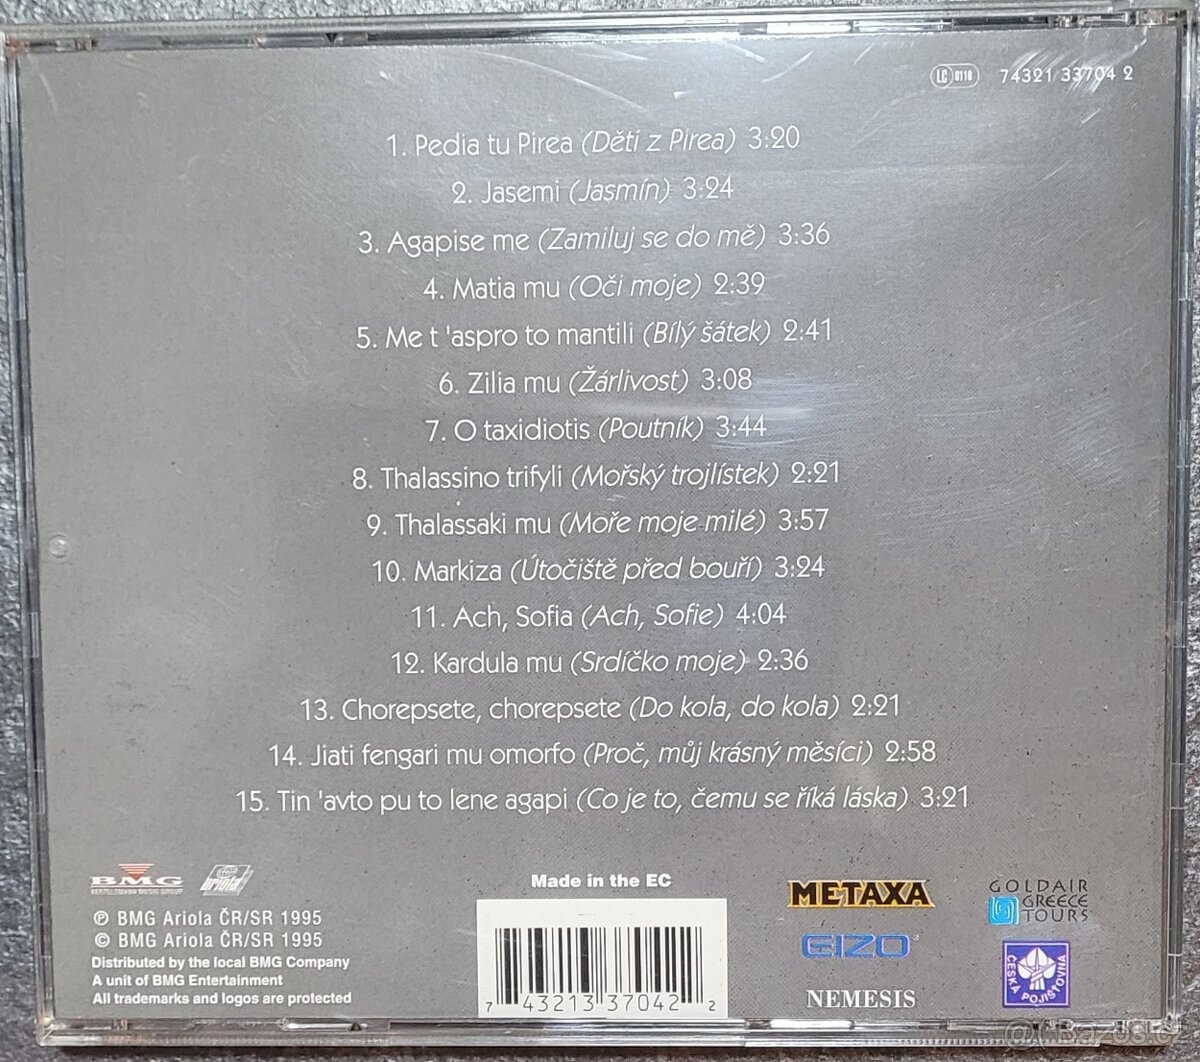 LC 0116 74321 33704 2
1. Pedia tu Pirea (Děti z Pirea) 3:20
2. Jasemi (Jasmín) 3:24
3. Agapise me (Zamiluj se do mě) 3:36
4. Matia mu (Oči moje) 2:39
5. Me t 'aspro to mantili (Bílý šátek) 2:41
6. Zilia mu (Žárlivost) 3:08
7. O taxidiotis (Poutník) 3:44
8. Thalassino trifyli (Mořský trojlístek) 2:21
9. Thalassaki mu (Moře moje milé) 3:57
10. Markiza (Útočiště před bouří) 3:24
11. Ach, Sofia (Ach, Sofie) 4:04
12. Kardula mu (Srdíčko moje) 2:36
13. Chorepsete, chorepsete (Do kola, do kola) 2:21
14. Jiati fengari mu omorfo (Proč, můj krásný měsíci) 2:58
15. Tin 'avto pu to lene agapi (Co je to, čemu se říká láska) 3:21
BMG
BERTELSMANN MUSIC GROUP
ariola
℗ BMG Ariola ČR/SR 1995
© BMG Ariola ČR/SR 1995
Distributed by the local BMG Company
A unit of BMG Entertainment
All trademarks and logos are protected
Made in the EC
7 43213 37042 2
METAXA
EIZO
NEMESIS
GOLDAIR
GREECE
TOURS
ČESKÁ POJIŠŤOVNA